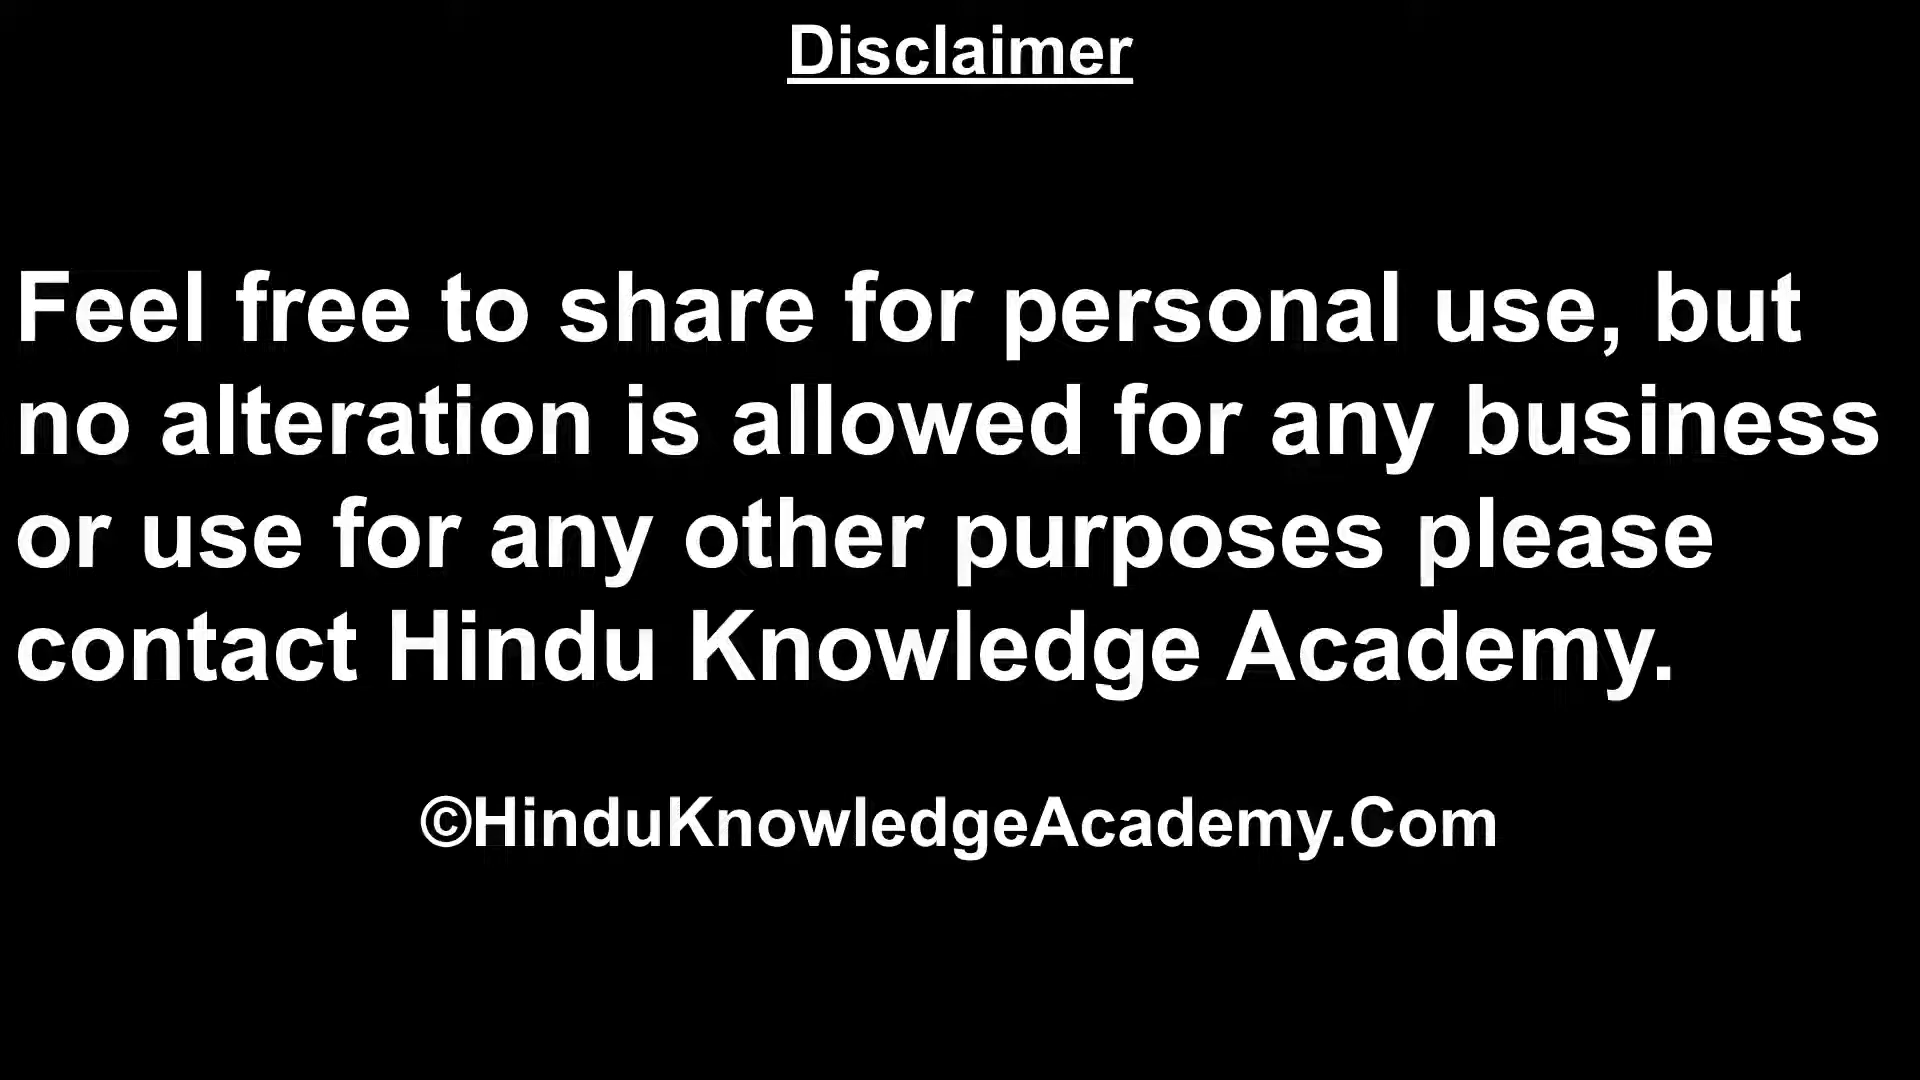 Disclaimer
Feel free to share for personal use, but
no alteration is allowed for any business
or use for any other purposes please
contact Hindu Knowledge Academy.
©HinduKnowledgeAcademy.Com